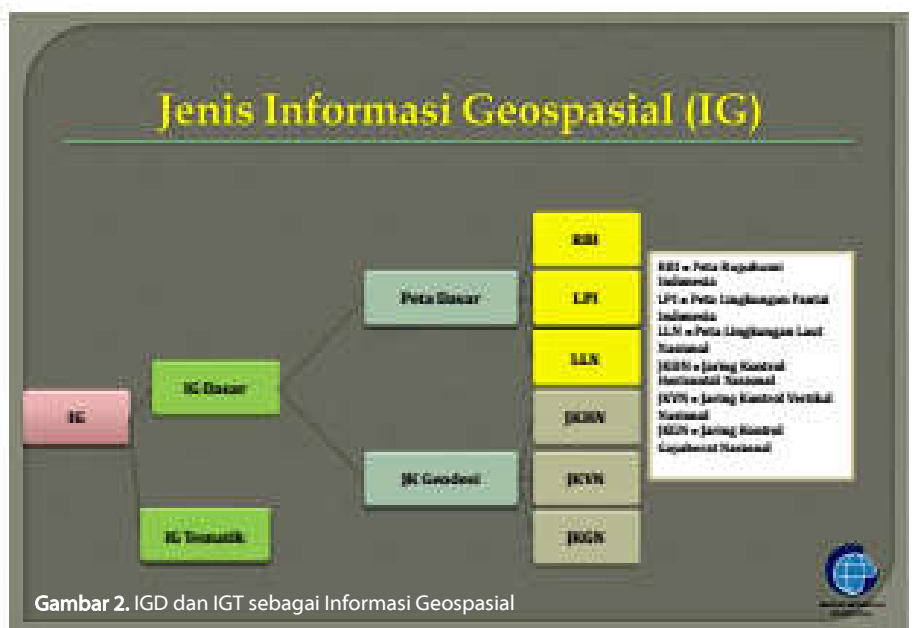 Jenis Informasi Geospasial (IG)
RBI
Peta Dasar
LPI
LLN
IG Dasar
IG
JKHN
JK Geodesi
JKVN
IG Tematik
JKGN
RBI = Peta Rupabumi
Indonesia
LPI = Peta Lingkungan Pantai
Indonesia
LLN = Peta Lingkungan Laut
Nasional
JKHN = Jaring Kontrol
Horizontal Nasional
JKVN = Jaring Kontrol Vertikal
Nasional
JKGN = Jaring Kontrol
Gayaberat Nasional
Gambar 2. IGD dan IGT sebagai Informasi Geospasial